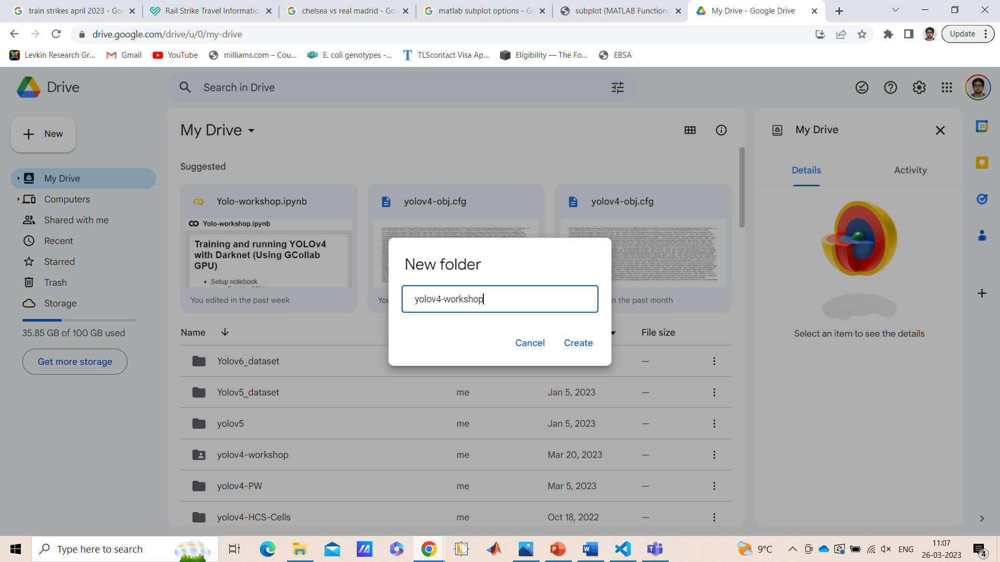 train strikes april 2023 - Goo
Rail Strike Travel Informatio
chelsea vs real madrid - Goo
matlab subplot options - Go
subplot (MATLAB Functions
My Drive - Google Drive
drive.google.com/drive/u/0/my-drive
Update
Levkin Research Gr...
Gmail
YouTube
milliams.com – Cou...
E. coli genotypes -...
TLScontact Visa Ap...
Eligibility — The Fo...
EBSA
Drive
Search in Drive
New
My Drive
Computers
Shared with me
Recent
Starred
Trash
Storage
35.85 GB of 100 GB used
Get more storage
My Drive
Suggested
Yolo-workshop.ipynb
Yolo-workshop.ipynb
Training and running YOLOv4
with Darknet (Using GCollab
GPU)
Setup notebook
You edited in the past week
yolov4-obj.cfg
You
yolov4-obj.cfg
n the past month
New folder
yolov4-workshop
Cancel
Create
Name
File size
Yolov6_dataset
—
Yolov5_dataset me Jan 5, 2023 —
yolov5 me Jan 5, 2023 —
yolov4-workshop me Mar 20, 2023 —
yolov4-PW me Mar 5, 2023 —
yolov4-HCS-Cells me Oct 18, 2022 —
My Drive
Details
Activity
Select an item to see the details
31
Type here to search
9°C
ENG
11:07
26-03-2023
4